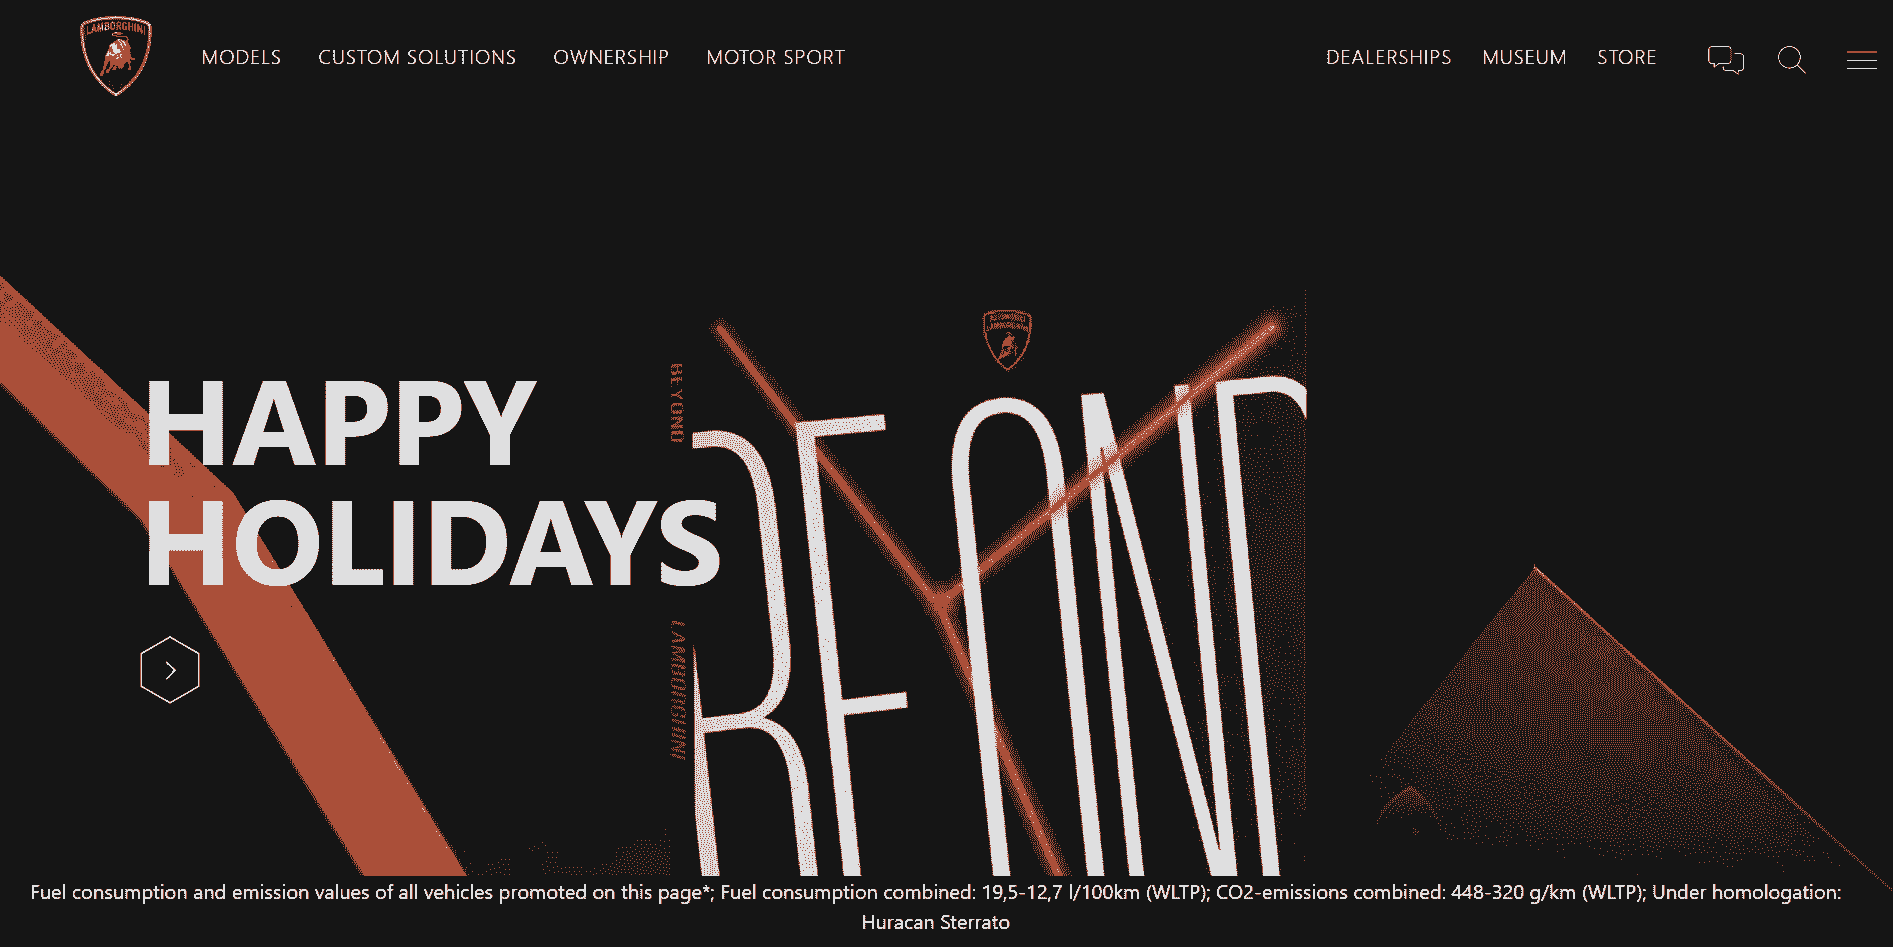 LAMBORGHINI
MODELS
CUSTOM SOLUTIONS
OWNERSHIP
MOTOR SPORT
DEALERSHIPS
MUSEUM
STORE
HAPPY
HOLIDAYS
BEYOND
LAMBORGHINI
AUTOMOBILI
LAMBORGHINI
Fuel consumption and emission values of all vehicles promoted on this page*; Fuel consumption combined: 19,5-12,7 l/100km (WLTP); CO2-emissions combined: 448-320 g/km (WLTP); Under homologation:
Huracan Sterrato